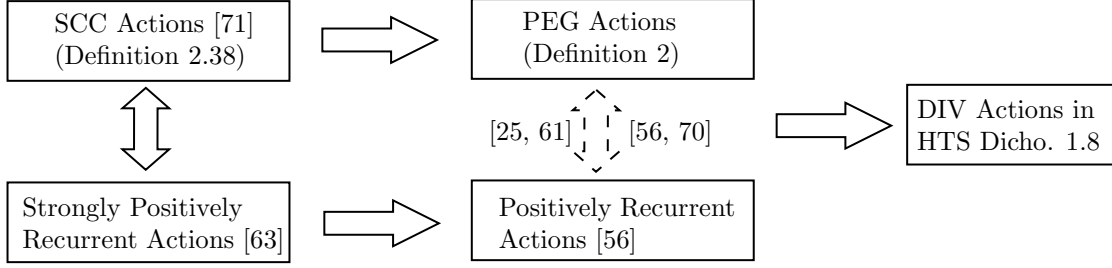 SCC Actions [71]
(Definition 2.38)
PEG Actions
(Definition 2)
[25, 61]
[56, 70]
DIV Actions in
HTS Dicho. 1.8
Strongly Positively
Recurrent Actions [63]
Positively Recurrent
Actions [56]